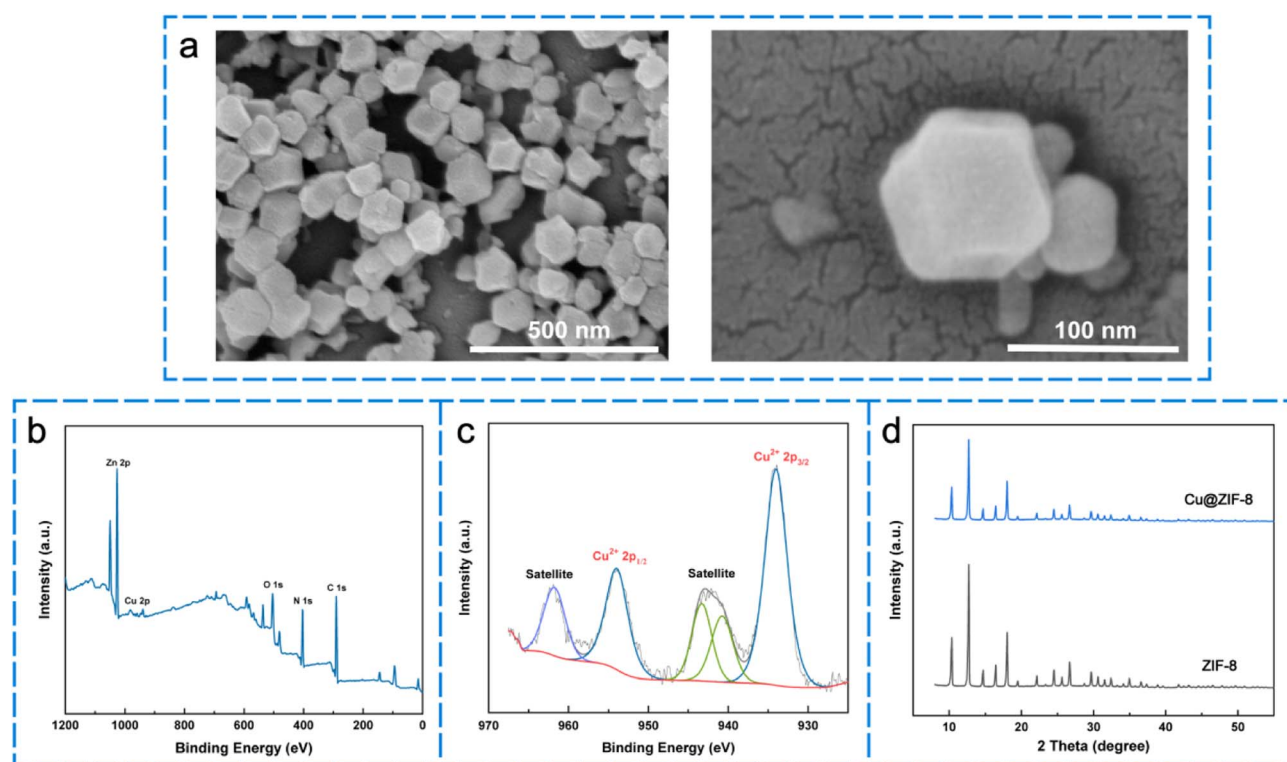 a
500 nm
100 nm
b
Zn 2p
Cu 2p
O 1s
N 1s
C 1s
Intensity (a.u.)
1200 1000 800 600 400 200 0
Binding Energy (eV)
c
Cu²⁺ 2p₃/₂
Cu²⁺ 2p₁/₂
Satellite
Satellite
Intensity (a.u.)
970 960 950 940 930
Binding Energy (eV)
d
Cu@ZIF-8
ZIF-8
Intensity (a.u.)
10 20 30 40 50
2 Theta (degree)